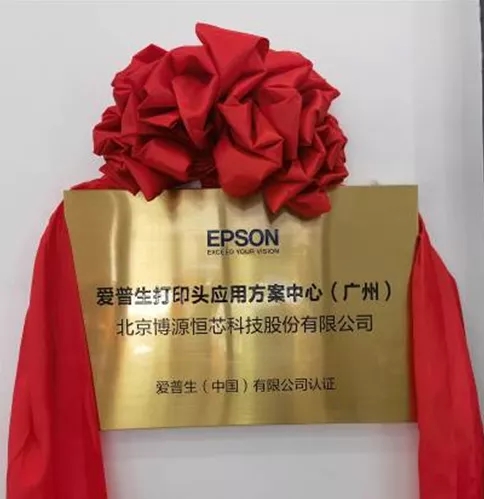 EPSON
EXCEED YOUR VISION
爱普生打印头应用方案中心（广州）
北京博源恒芯科技股份有限公司
爱普生（中国）有限公司认证